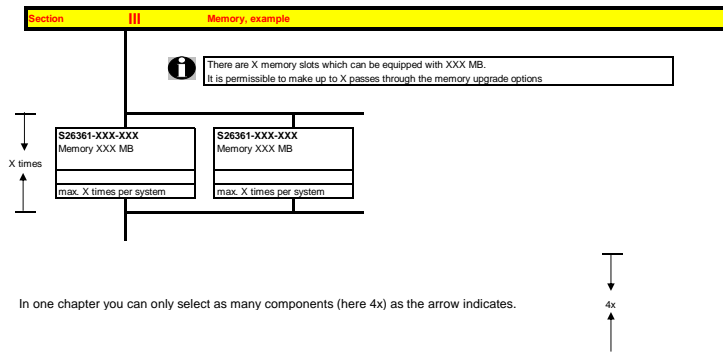 Section III Memory, example
There are X memory slots which can be equipped with XXX MB.
It is permissible to make up to X passes through the memory upgrade options
S26361-XXX-XXX S26361-XXX-XXX
Memory XXX MB Memory XXX MB
X times
max. X times per system max. X times per system
In one chapter you can only select as many components (here 4x) as the arrow indicates.
4x